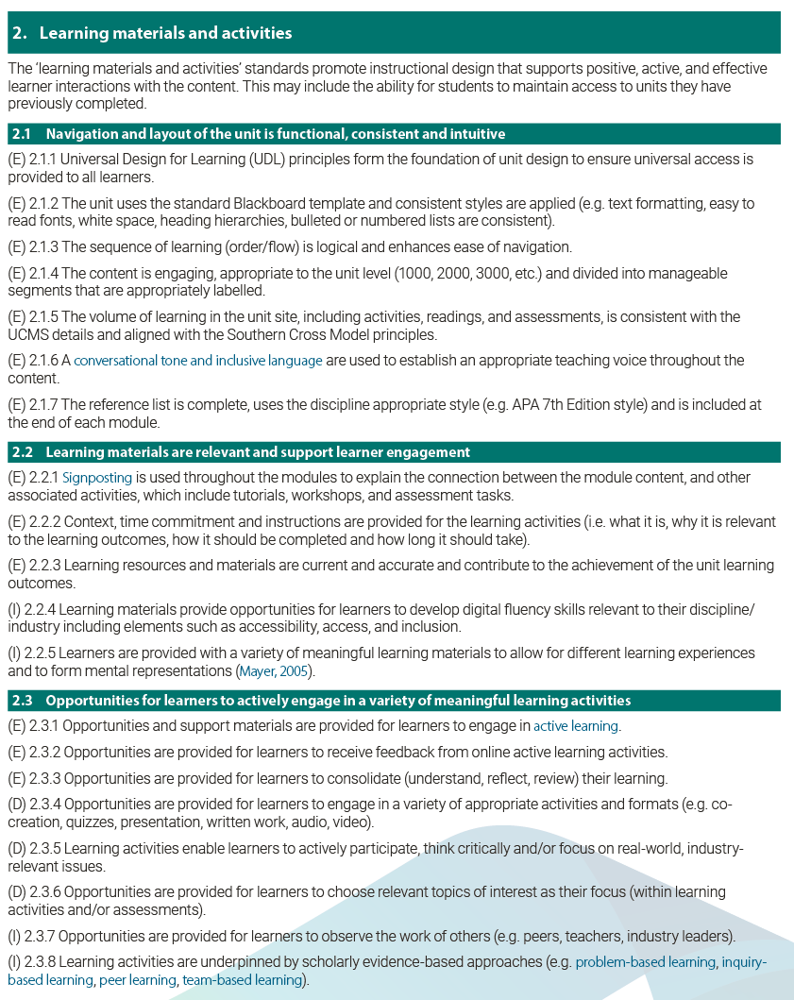 2. Learning materials and activities
The ‘learning materials and activities’ standards promote instructional design that supports positive, active, and effective
learner interactions with the content. This may include the ability for students to maintain access to units they have
previously completed.
2.1 Navigation and layout of the unit is functional, consistent and intuitive
(E) 2.1.1 Universal Design for Learning (UDL) principles form the foundation of unit design to ensure universal access is
provided to all learners.
(E) 2.1.2 The unit uses the standard Blackboard template and consistent styles are applied (e.g. text formatting, easy to
read fonts, white space, heading hierarchies, bulleted or numbered lists are consistent).
(E) 2.1.3 The sequence of learning (order/flow) is logical and enhances ease of navigation.
(E) 2.1.4 The content is engaging, appropriate to the unit level (1000, 2000, 3000, etc.) and divided into manageable
segments that are appropriately labelled.
(E) 2.1.5 The volume of learning in the unit site, including activities, readings, and assessments, is consistent with the
UCMS details and aligned with the Southern Cross Model principles.
(E) 2.1.6 A conversational tone and inclusive language are used to establish an appropriate teaching voice throughout the
content.
(E) 2.1.7 The reference list is complete, uses the discipline appropriate style (e.g. APA 7th Edition style) and is included at
the end of each module.
2.2 Learning materials are relevant and support learner engagement
(E) 2.2.1 Signposting is used throughout the modules to explain the connection between the module content, and other
associated activities, which include tutorials, workshops, and assessment tasks.
(E) 2.2.2 Context, time commitment and instructions are provided for the learning activities (i.e. what it is, why it is relevant
to the learning outcomes, how it should be completed and how long it should take).
(E) 2.2.3 Learning resources and materials are current and accurate and contribute to the achievement of the unit learning
outcomes.
(I) 2.2.4 Learning materials provide opportunities for learners to develop digital fluency skills relevant to their discipline/
industry including elements such as accessibility, access, and inclusion.
(I) 2.2.5 Learners are provided with a variety of meaningful learning materials to allow for different learning experiences
and to form mental representations (Mayer, 2005).
2.3 Opportunities for learners to actively engage in a variety of meaningful learning activities
(E) 2.3.1 Opportunities and support materials are provided for learners to engage in active learning.
(E) 2.3.2 Opportunities are provided for learners to receive feedback from online active learning activities.
(E) 2.3.3 Opportunities are provided for learners to consolidate (understand, reflect, review) their learning.
(D) 2.3.4 Opportunities are provided for learners to engage in a variety of appropriate activities and formats (e.g. co-
creation, quizzes, presentation, written work, audio, video).
(D) 2.3.5 Learning activities enable learners to actively participate, think critically and/or focus on real-world, industry-
relevant issues.
(D) 2.3.6 Opportunities are provided for learners to choose relevant topics of interest as their focus (within learning
activities and/or assessments).
(I) 2.3.7 Opportunities are provided for learners to observe the work of others (e.g. peers, teachers, industry leaders).
(I) 2.3.8 Learning activities are underpinned by scholarly evidence-based approaches (e.g. problem-based learning, inquiry-
based learning, peer learning, team-based learning).